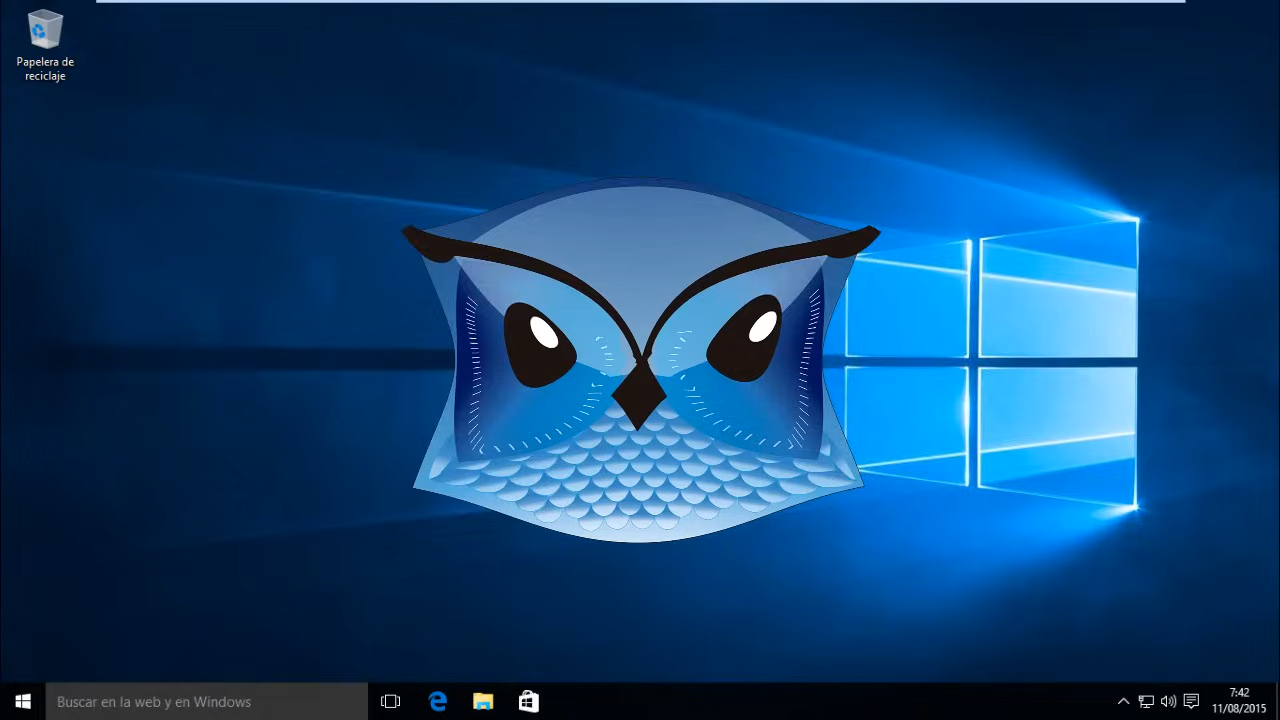 Papelera de
reciclaje
Buscar en la web y en Windows
7:42
11/08/2015